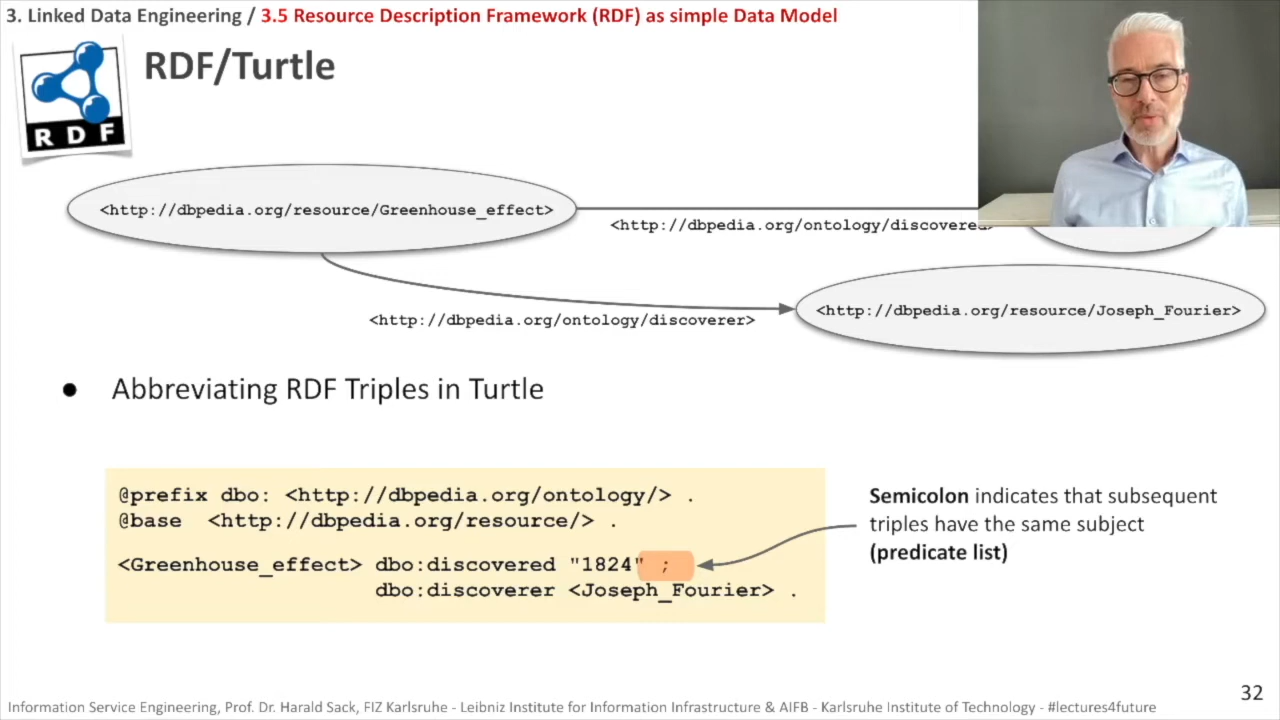 3. Linked Data Engineering / 3.5 Resource Description Framework (RDF) as simple Data Model
RDF/Turtle
RDF
<http://dbpedia.org/resource/Greenhouse_effect>
<http://dbpedia.org/ontology/discovered>
<http://dbpedia.org/resource/Joseph_Fourier>
<http://dbpedia.org/ontology/discoverer>
● Abbreviating RDF Triples in Turtle
@prefix dbo: <http://dbpedia.org/ontology/> .
@base <http://dbpedia.org/resource/> .
<Greenhouse_effect> dbo:discovered "1824" ;
dbo:discoverer <Joseph_Fourier> .
Semicolon indicates that subsequent
triples have the same subject
(predicate list)
32
Information Service Engineering, Prof. Dr. Harald Sack, FIZ Karlsruhe - Leibniz Institute for Information Infrastructure & AIFB - Karlsruhe Institute of Technology - #lectures4future